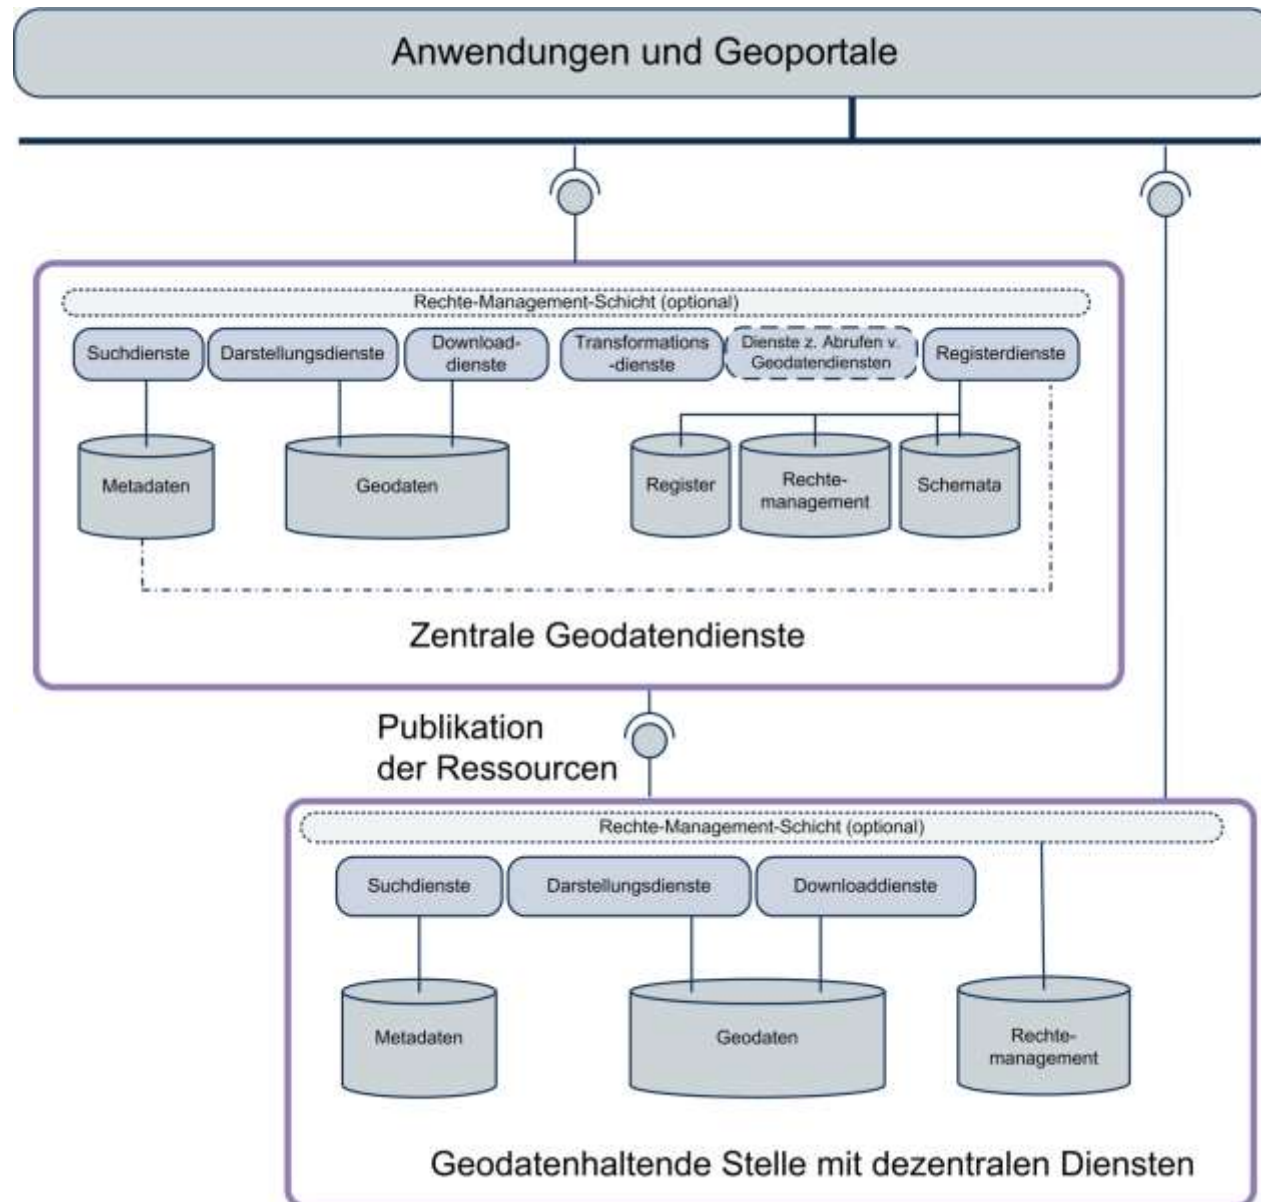 Anwendungen und Geoportale
Rechte-Management-Schicht (optional)
Suchdienste
Darstellungsdienste
Download-
dienste
Transformations
-dienste
Dienste z. Abrufen v.
Geodatendiensten
Registerdienste
Metadaten
Geodaten
Register
Rechte-
management
Schemata
Zentrale Geodatendienste
Publikation
der Ressourcen
Rechte-Management-Schicht (optional)
Suchdienste
Darstellungsdienste
Downloaddienste
Metadaten
Geodaten
Rechte-
management
Geodatenhaltende Stelle mit dezentralen Diensten